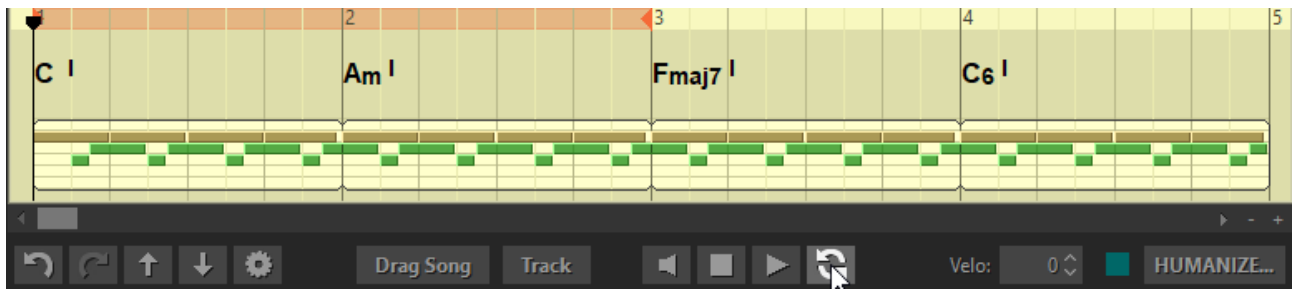 1 2 3 4 5
C I Am I Fmaj7 I C6 I
Drag Song Track Velo: 0 HUMANIZE...